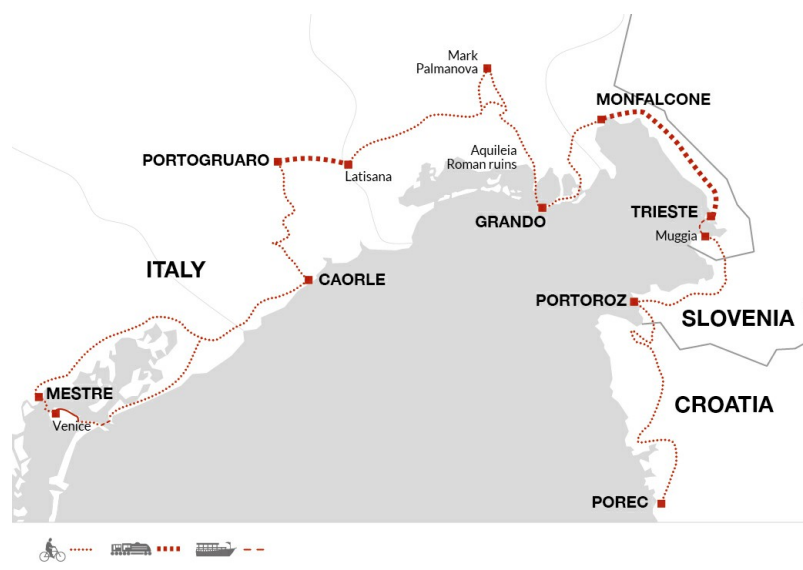 Mark
Palmanova
MONFALCONE
PORTOGRUARO
Latisana
Aquileia
Roman ruins
GRANDO
TRIESTE
Muggia
ITALY
CAORLE
PORTOROZ
SLOVENIA
MESTRE
Venice
CROATIA
POREC